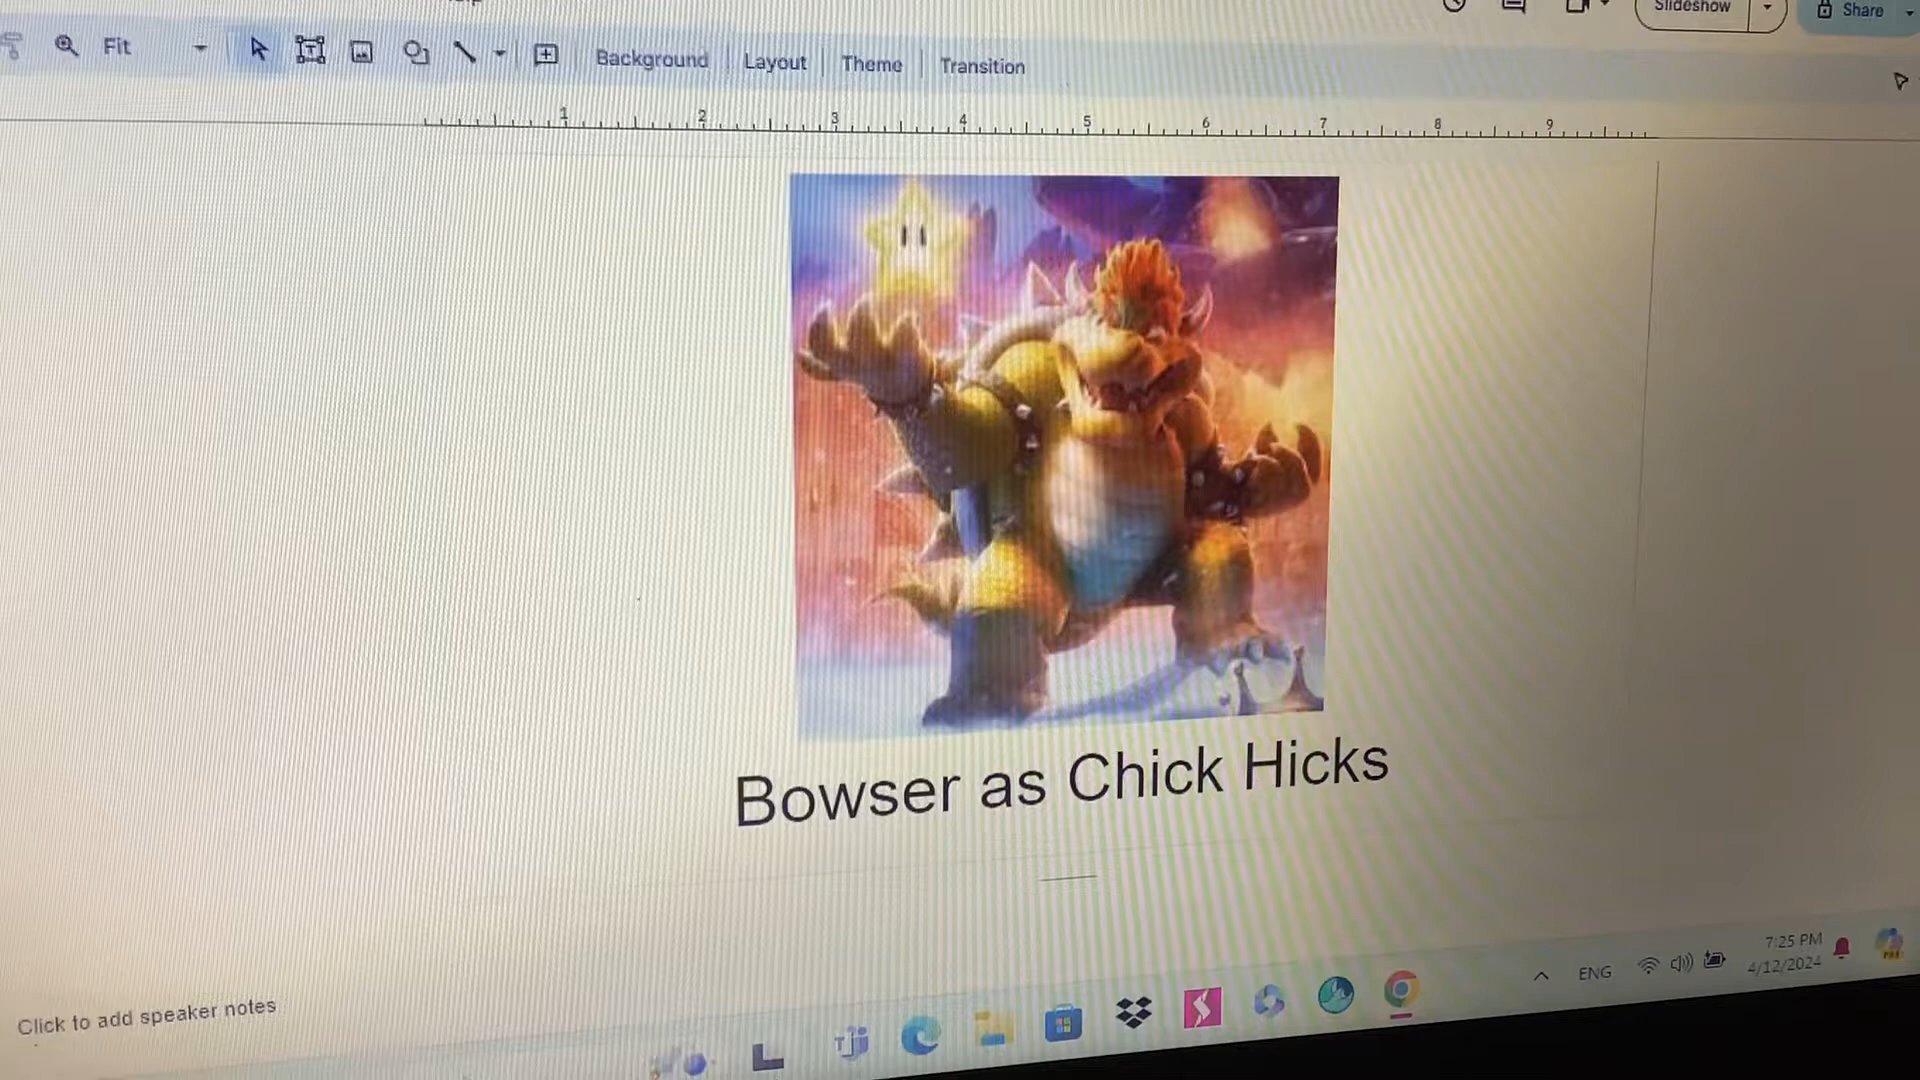 Slideshow
Share
Fit
Background
Layout
Theme
Transition
1 2 3 4 5 6 7 8 9
Bowser as Chick Hicks
Click to add speaker notes
ENG
7:25 PM
4/12/2024
PRE